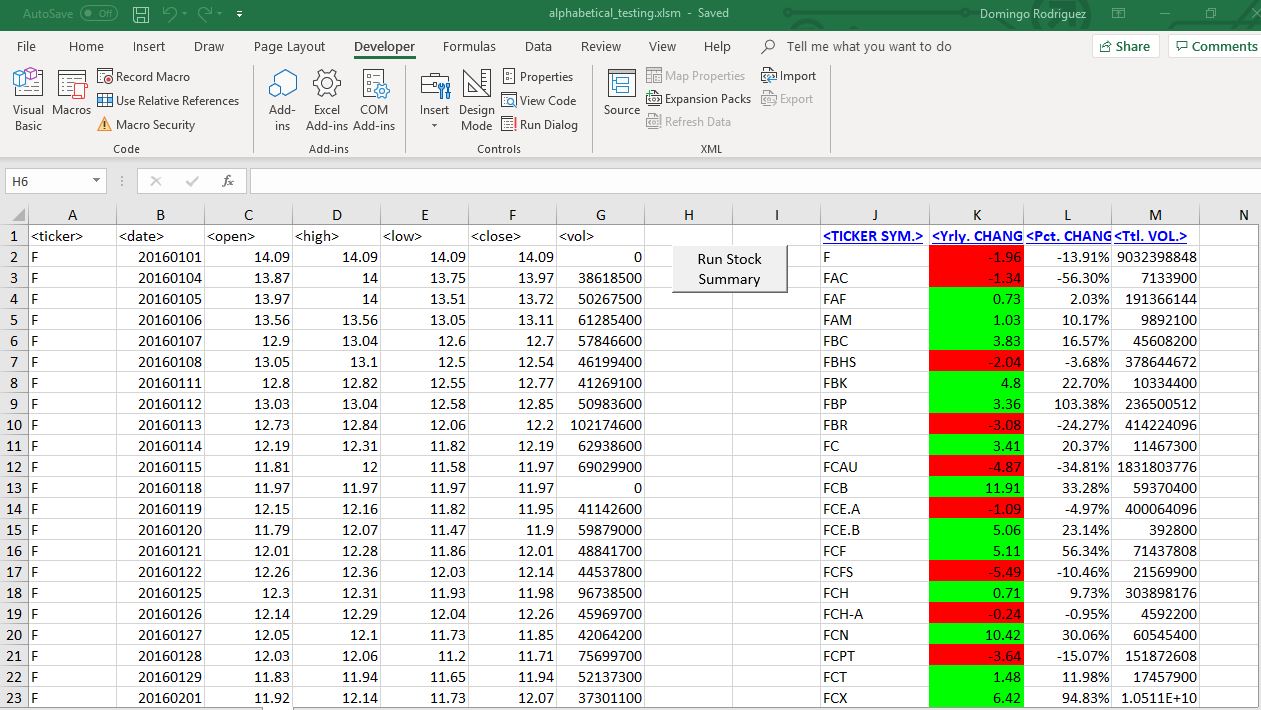 AutoSave Off alphabetical_testing.xlsm - Saved Domingo Rodriguez
File Home Insert Draw Page Layout Developer Formulas Data Review View Help Tell me what you want to do Share Comments
Visual Basic
Macros
Record Macro
Use Relative References
Macro Security
Code
Add-ins
Excel Add-ins
COM Add-ins
Add-ins
Insert
Design Mode
Properties
View Code
Run Dialog
Controls
Source
Map Properties
Expansion Packs
Refresh Data
Import
Export
XML
H6 fx
A B C D E F G H I J K L M N
1 <ticker> <date> <open> <high> <low> <close> <vol> <TICKER SYM.> <Yrly. CHANG <Pct. CHANG <Ttl. VOL.>
Run Stock
Summary
2 F 20160101 14.09 14.09 14.09 14.09 0 F -1.96 -13.91% 9032398848
3 F 20160104 13.87 14 13.75 13.97 38618500 FAC -1.34 -56.30% 7133900
4 F 20160105 13.97 14 13.51 13.72 50267500 FAF 0.73 2.03% 191366144
5 F 20160106 13.56 13.56 13.05 13.11 61285400 FAM 1.03 10.17% 9892100
6 F 20160107 12.9 13.04 12.6 12.7 57846600 FBC 3.83 16.57% 45608200
7 F 20160108 13.05 13.1 12.5 12.54 46199400 FBHS -2.04 -3.68% 378644672
8 F 20160111 12.8 12.82 12.55 12.77 41269100 FBK 4.8 22.70% 10334400
9 F 20160112 13.03 13.04 12.58 12.85 50983600 FBP 3.36 103.38% 236500512
10 F 20160113 12.73 12.84 12.06 12.2 102174600 FBR -3.08 -24.27% 414224096
11 F 20160114 12.19 12.31 11.82 12.19 62938600 FC 3.41 20.37% 11467300
12 F 20160115 11.81 12 11.58 11.97 69029900 FCAU -4.87 -34.81% 1831803776
13 F 20160118 11.97 11.97 11.97 11.97 0 FCB 11.91 33.28% 59370400
14 F 20160119 12.15 12.16 11.82 11.95 41142600 FCE.A -1.09 -4.97% 400064096
15 F 20160120 11.79 12.07 11.47 11.9 59879000 FCE.B 5.06 23.14% 392800
16 F 20160121 12.01 12.28 11.86 12.01 48841700 FCF 5.11 56.34% 71437808
17 F 20160122 12.26 12.36 12.03 12.14 44537800 FCFS -5.49 -10.46% 21569900
18 F 20160125 12.3 12.31 11.93 11.98 96738500 FCH 0.71 9.73% 303898176
19 F 20160126 12.14 12.29 12.04 12.26 45969700 FCH-A -0.24 -0.95% 4592200
20 F 20160127 12.05 12.1 11.73 11.85 42064200 FCN 10.42 30.06% 60545400
21 F 20160128 12.03 12.06 11.2 11.71 75699700 FCPT -3.64 -15.07% 151872608
22 F 20160129 11.83 11.94 11.65 11.94 52137300 FCT 1.48 11.98% 17457900
23 F 20160201 11.92 12.14 11.73 12.07 37301100 FCX 6.42 94.83% 1.0511E+10